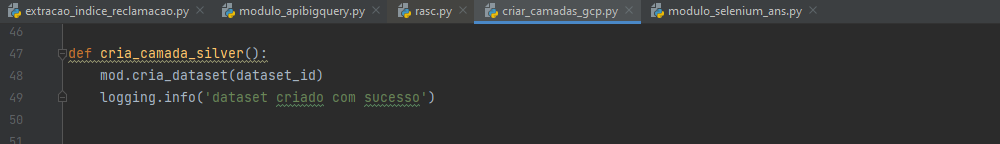 extracao_indice_reclamacao.py modulo_apibigquery.py rasc.py criar_camadas_gcp.py modulo_selenium_ans.py
46
47 def cria_camada_silver():
48 mod.cria_dataset(dataset_id)
49 logging.info('dataset criado com sucesso')
50
51